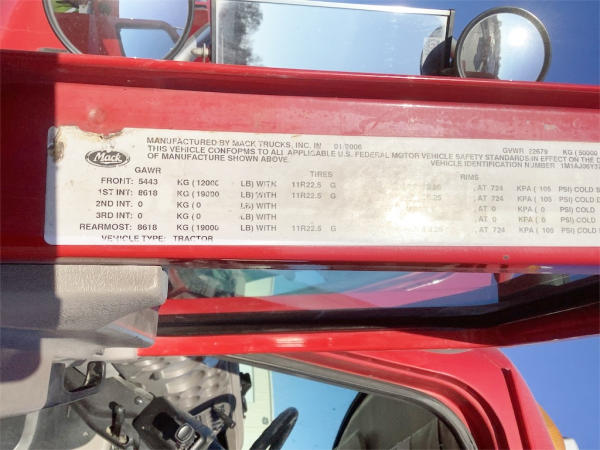 Mack
MANUFACTURED BY MACK TRUCKS, INC. IN 01/2006
THIS VEHICLE CONFORMS TO ALL APPLICABLE U.S. FEDERAL MOTOR VEHICLE SAFETY STANDARDS IN EFFECT ON THE D
OF MANUFACTURE SHOWN ABOVE.
GVWR 22679 KG ( 50000
VEHICLE IDENTIFICATION NUMBER 1M1AJ06Y37
GAWR TIRES RIMS
FRONT: 5443 KG ( 12000 LB) WITH 11R22.5 G , AT 724 KPA ( 105 PSI) COLD S
1ST INT: 8618 KG ( 19000 LB) WITH 11R22.5 G , AT 724 KPA ( 105 PSI) COLD D
2ND INT: 0 KG ( 0 LB) WITH , AT 0 KPA ( 0 PSI) COLD
3RD INT: 0 KG ( 0 LB) WITH , AT 0 KPA ( 0 PSI) COLD
REARMOST: 8618 KG ( 19000 LB) WITH 11R22.5 G , AT 724 KPA ( 105 PSI) COLD
VEHICLE TYPE: TRACTOR